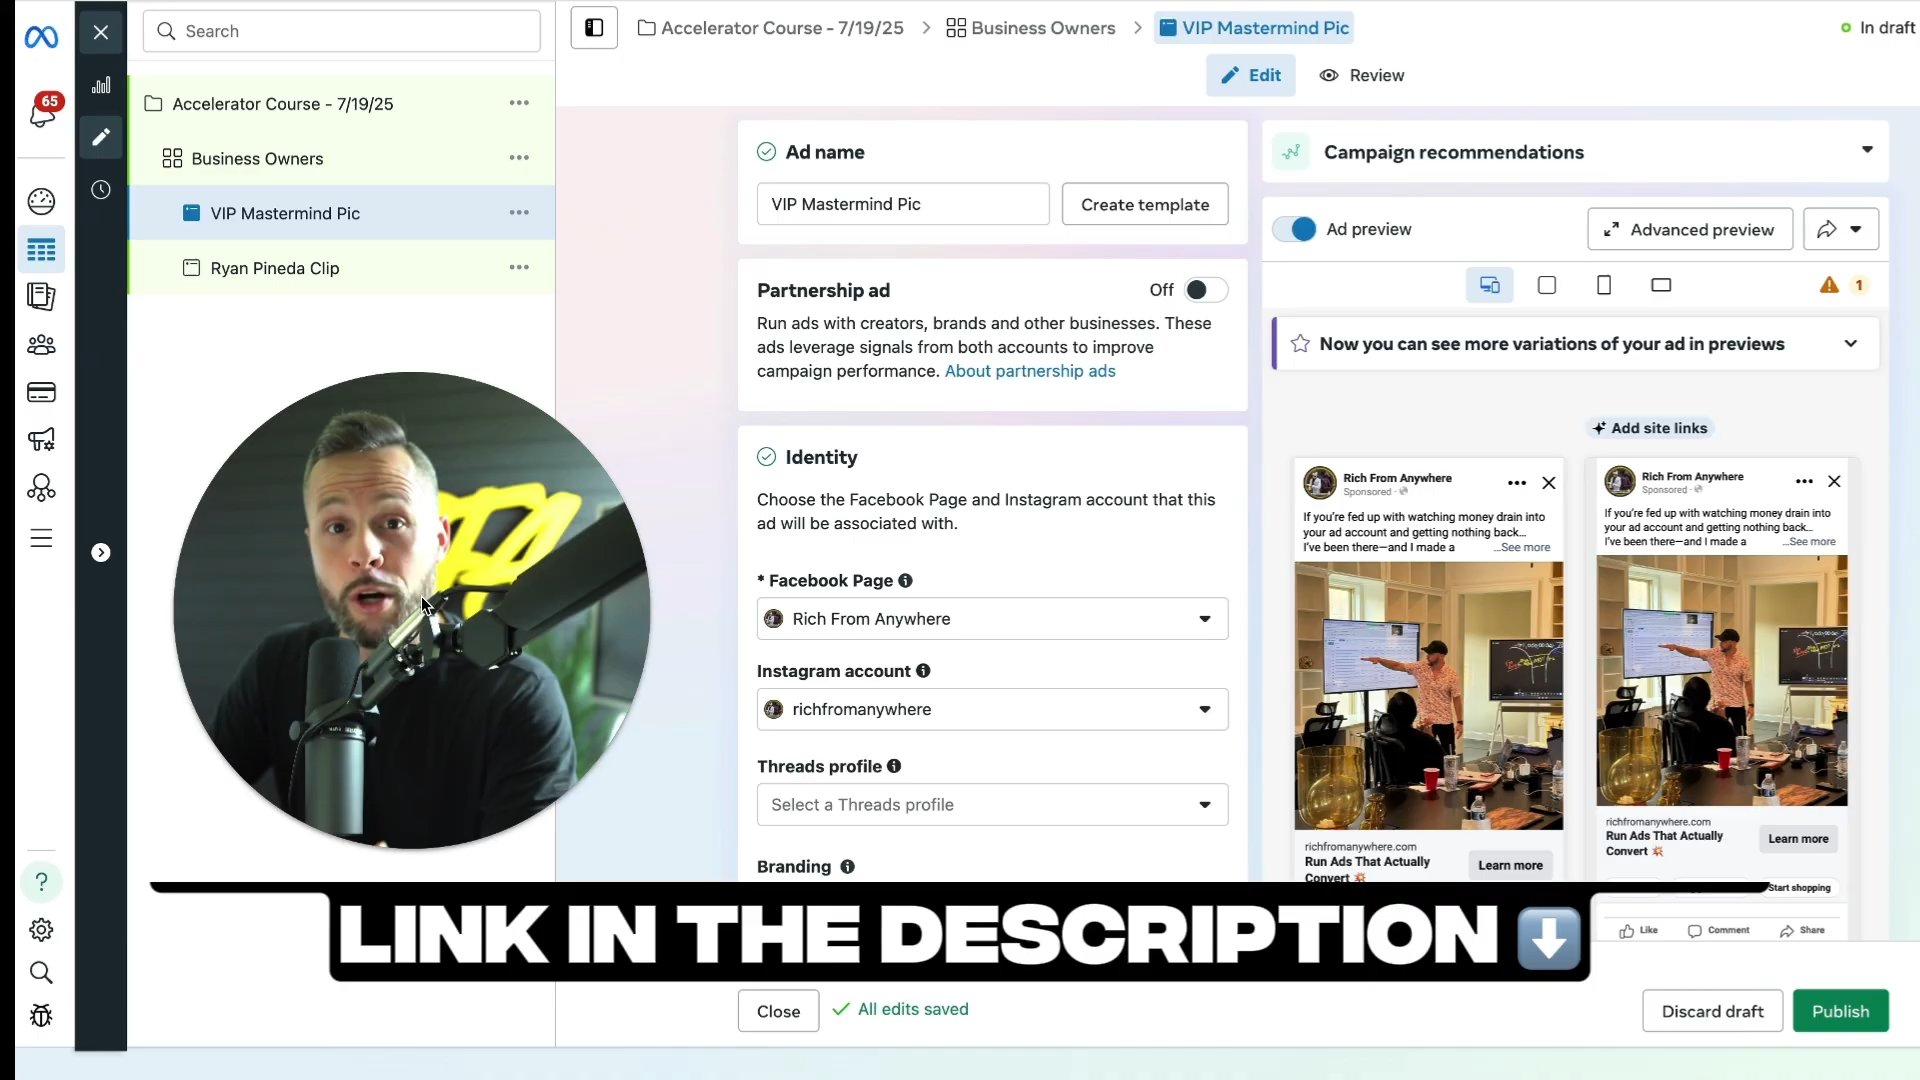 65
Search
Accelerator Course - 7/19/25
Business Owners
VIP Mastermind Pic
Ryan Pineda Clip
Accelerator Course - 7/19/25 > Business Owners > VIP Mastermind Pic
In draft
Edit
Review
Ad name
VIP Mastermind Pic
Create template
Partnership ad
Off
Run ads with creators, brands and other businesses. These
ads leverage signals from both accounts to improve
campaign performance. About partnership ads
Identity
Choose the Facebook Page and Instagram account that this
ad will be associated with.
* Facebook Page
Rich From Anywhere
Instagram account
richfromanywhere
Threads profile
Select a Threads profile
Branding
Campaign recommendations
Ad preview
Advanced preview
1
Now you can see more variations of your ad in previews
Add site links
Rich From Anywhere
Sponsored ·
If you're fed up with watching money drain into
your ad account and getting nothing back...
I've been there—and I made a ...See more
richfromanywhere.com
Run Ads That Actually
Convert 💥
Learn more
Rich From Anywhere
Sponsored ·
If you're fed up with watching money drain into
your ad account and getting nothing back...
I've been there—and I made a ...See more
richfromanywhere.com
Run Ads That Actually
Convert 💥
Learn more
Start shopping
Like
Comment
Share
LINK IN THE DESCRIPTION ⬇️
Close
All edits saved
Discard draft
Publish